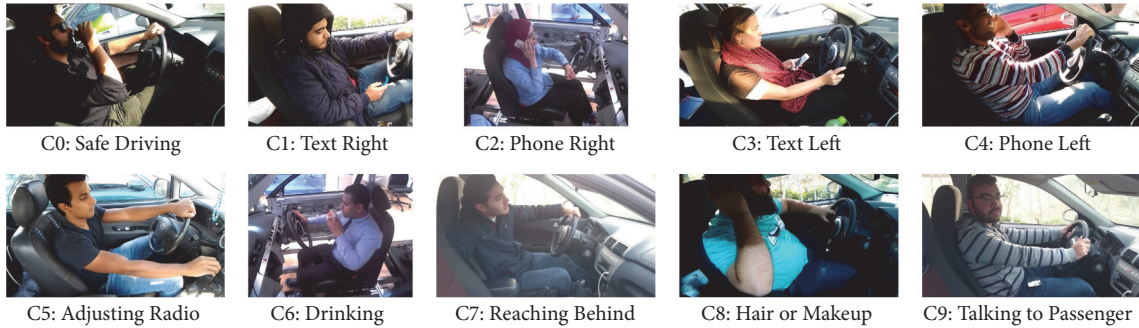 C0: Safe Driving
C1: Text Right
C2: Phone Right
C3: Text Left
C4: Phone Left
C5: Adjusting Radio
C6: Drinking
C7: Reaching Behind
C8: Hair or Makeup
C9: Talking to Passenger